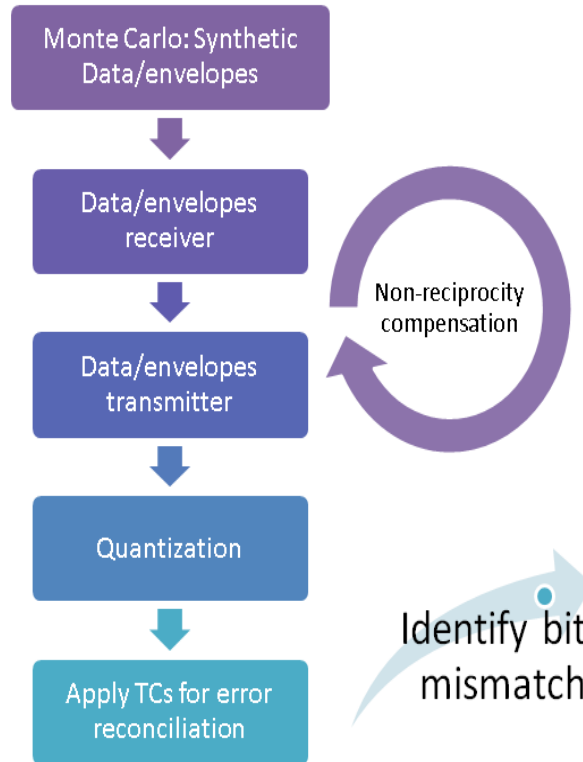 Monte Carlo: Synthetic
Data/envelopes
Data/envelopes
receiver
Non-reciprocity
compensation
Data/envelopes
transmitter
Quantization
Identify bit
mismatch
Apply TCs for error
reconciliation